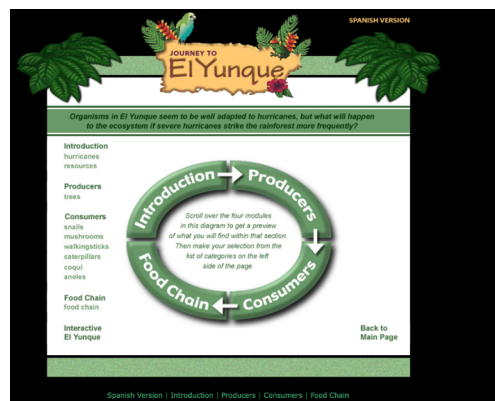 SPANISH VERSION
JOURNEY TO
El Yunque
Organisms in El Yunque seem to be well adapted to hurricanes, but what will happen
to the ecosystem if severe hurricanes strike the rainforest more frequently?
Introduction
hurricanes
resources
Producers
trees
Consumers
snails
mushrooms
walkingsticks
caterpillars
coqui
anoles
Food Chain
food chain
Interactive
El Yunque
Introduction
Producers
Consumers
Food Chain
Scroll over the four modules
in this diagram to get a preview
of what you will find within that section.
Then make your selection from the
list of categories on the left
side of the page.
Back to
Main Page
Spanish Version | Introduction | Producers | Consumers | Food Chain